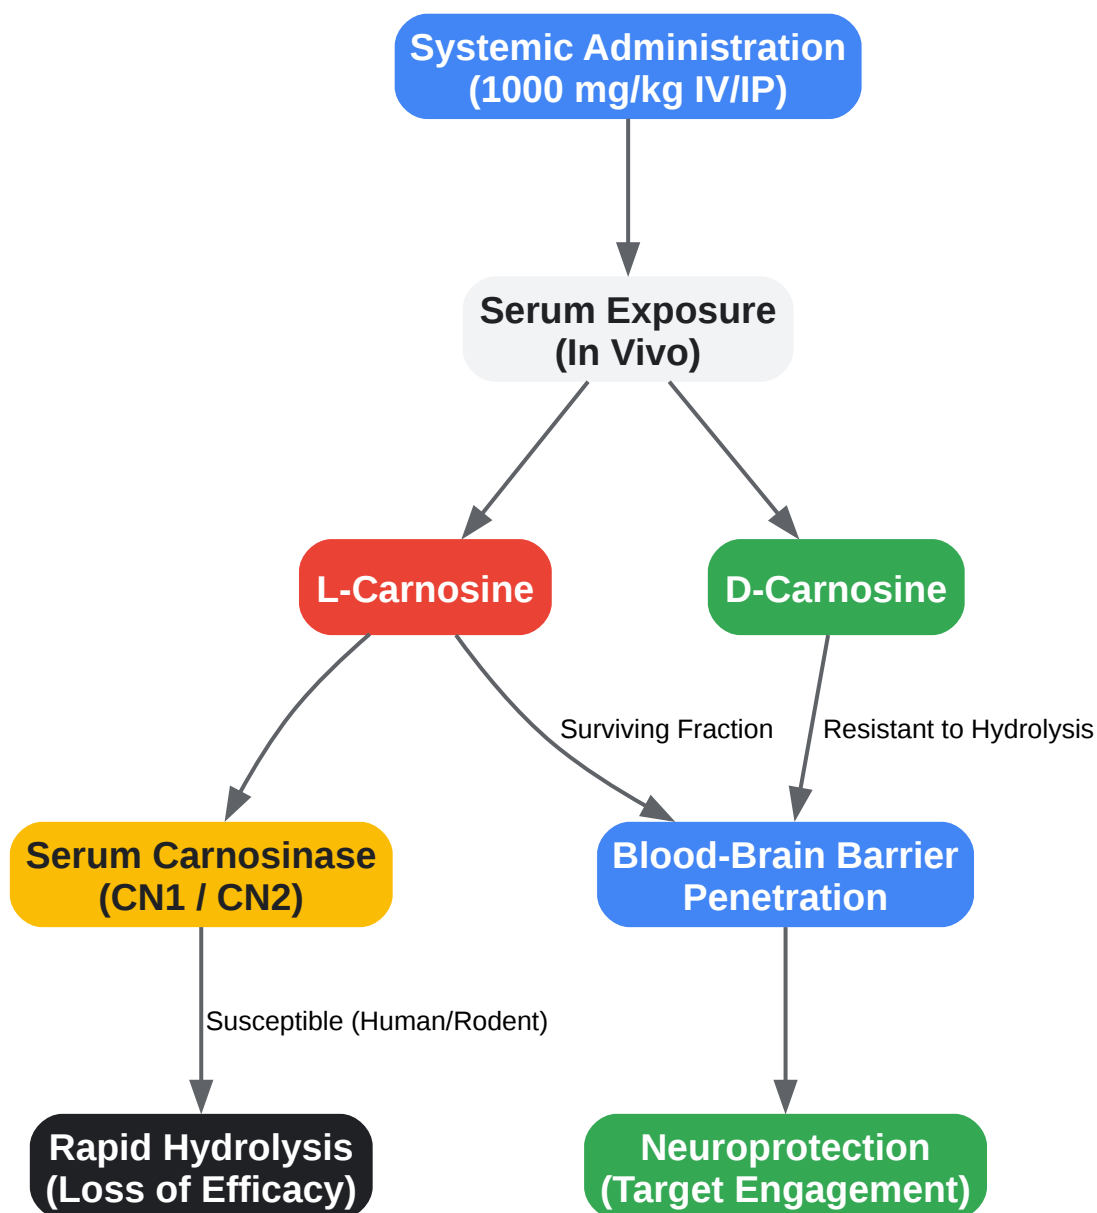 Systemic Administration
(1000 mg/kg IV/IP)
Serum Exposure
(In Vivo)
L-Carnosine
D-Carnosine
Surviving Fraction
Resistant to Hydrolysis
Serum Carnosinase
(CN1 / CN2)
Blood-Brain Barrier
Penetration
Susceptible (Human/Rodent)
Rapid Hydrolysis
(Loss of Efficacy)
Neuroprotection
(Target Engagement)